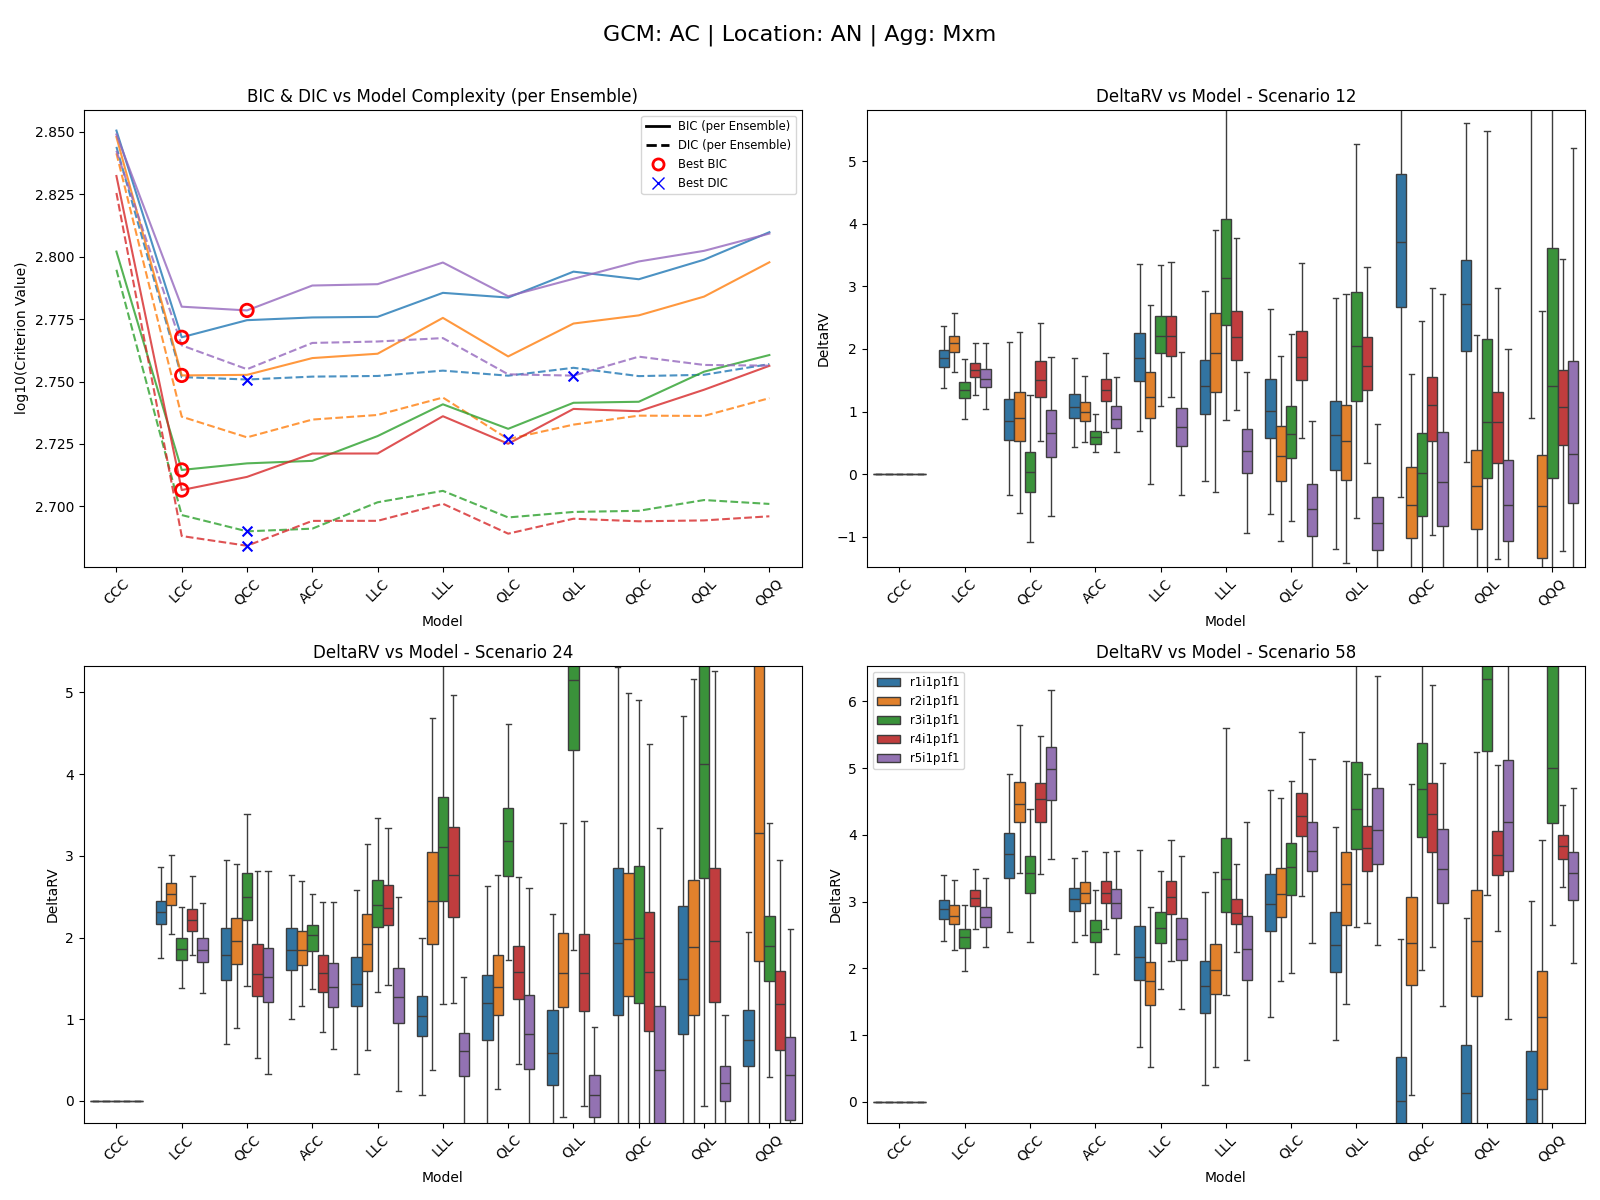 GCM: AC | Location: AN | Agg: Mxm
BIC & DIC vs Model Complexity (per Ensemble)
log10(Criterion Value)
2.850
2.825
2.800
2.775
2.750
2.725
2.700
BIC (per Ensemble)
DIC (per Ensemble)
Best BIC
Best DIC
CCC LCC QCC ACC LLC LLL QLC QLL QQC QQL QQQ
Model
DeltaRV vs Model - Scenario 12
DeltaRV
5
4
3
2
1
0
−1
CCC LCC QCC ACC LLC LLL QLC QLL QQC QQL QQQ
Model
DeltaRV vs Model - Scenario 24
DeltaRV
5
4
3
2
1
0
CCC LCC QCC ACC LLC LLL QLC QLL QQC QQL QQQ
Model
DeltaRV vs Model - Scenario 58
DeltaRV
6
5
4
3
2
1
0
r1i1p1f1
r2i1p1f1
r3i1p1f1
r4i1p1f1
r5i1p1f1
CCC LCC QCC ACC LLC LLL QLC QLL QQC QQL QQQ
Model